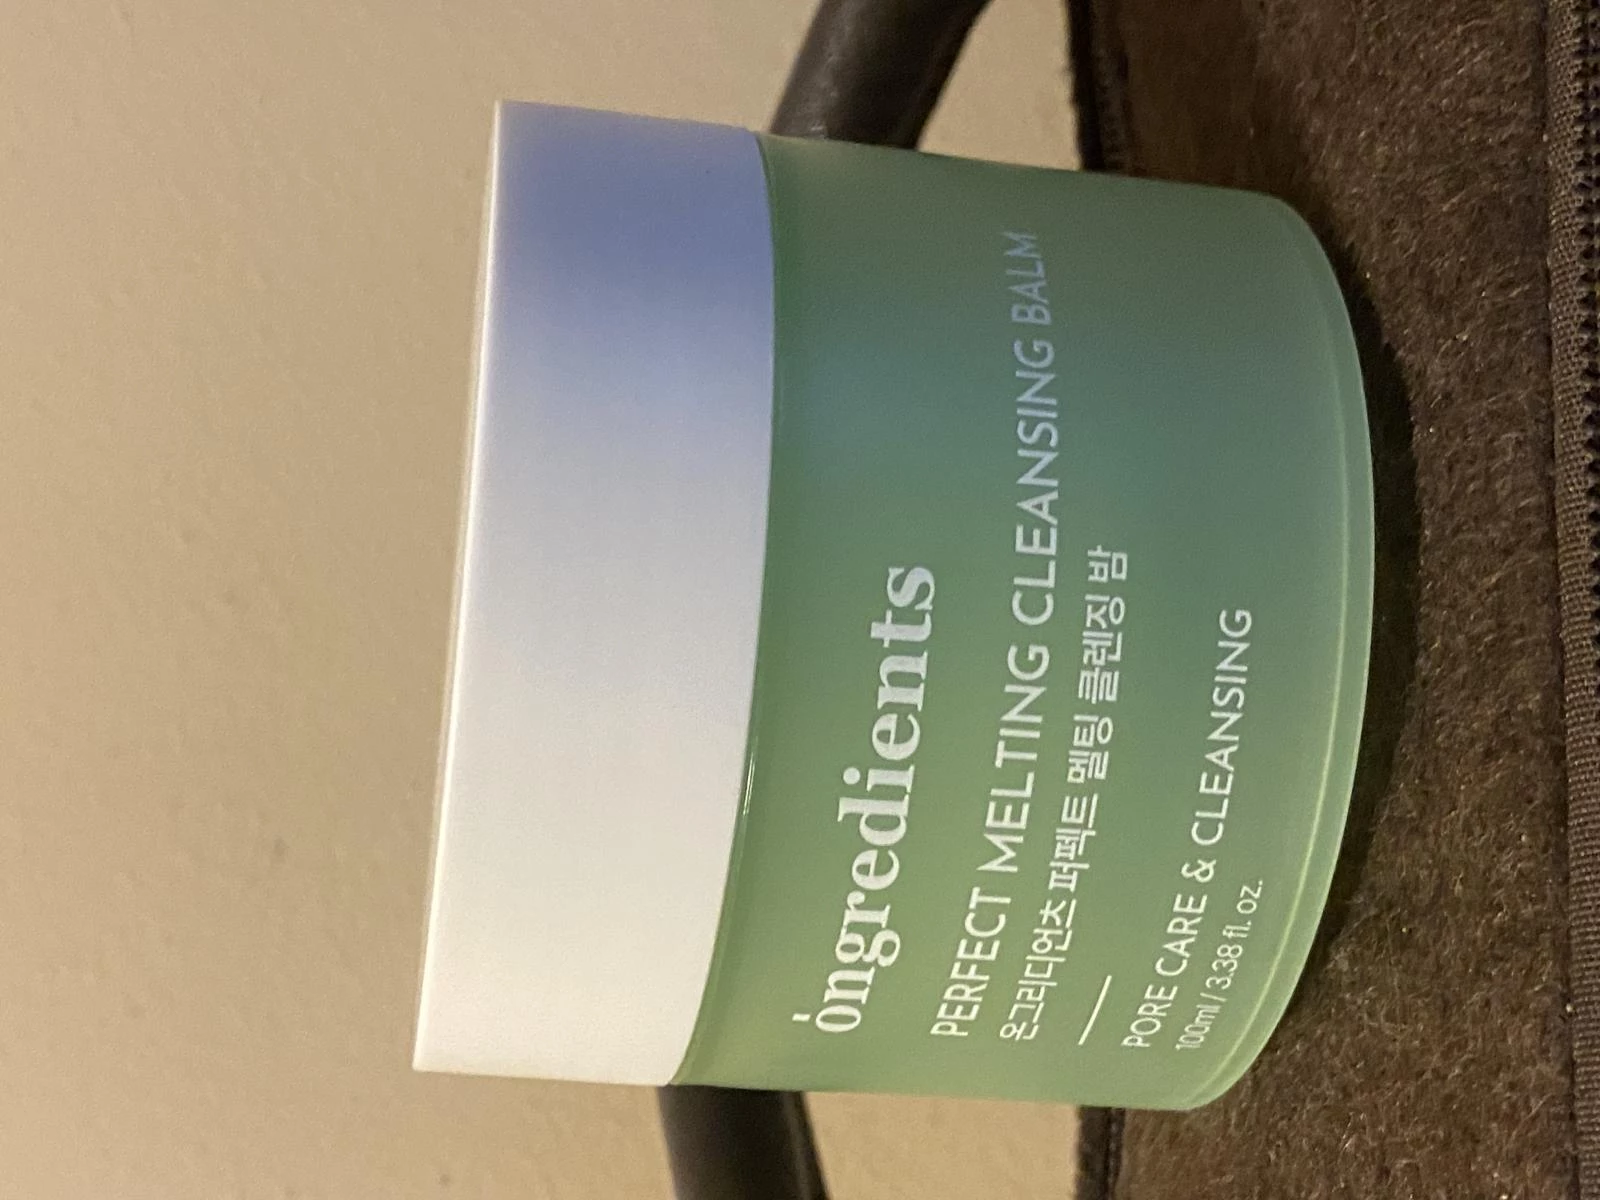 ongredients
PERFECT MELTING CLEANSING BALM
온그리디언츠 퍼펙트 멜팅 클렌징 밤
PORE CARE & CLEANSING
100ml / 3.38 fl. oz.